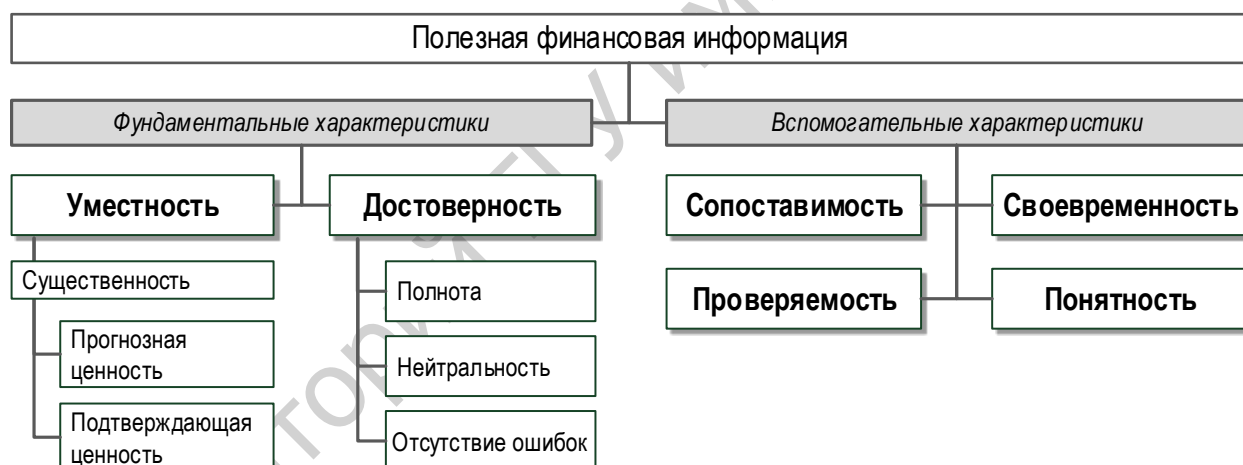 Полезная финансовая информация
Фундаментальные характеристики
Вспомогательные характеристики
Уместность
Достоверность
Сопоставимость
Своевременность
Существенность
Полнота
Проверяемость
Понятность
Прогнозная
ценность
Нейтральность
Подтверждающая
ценность
Отсутствие ошибок